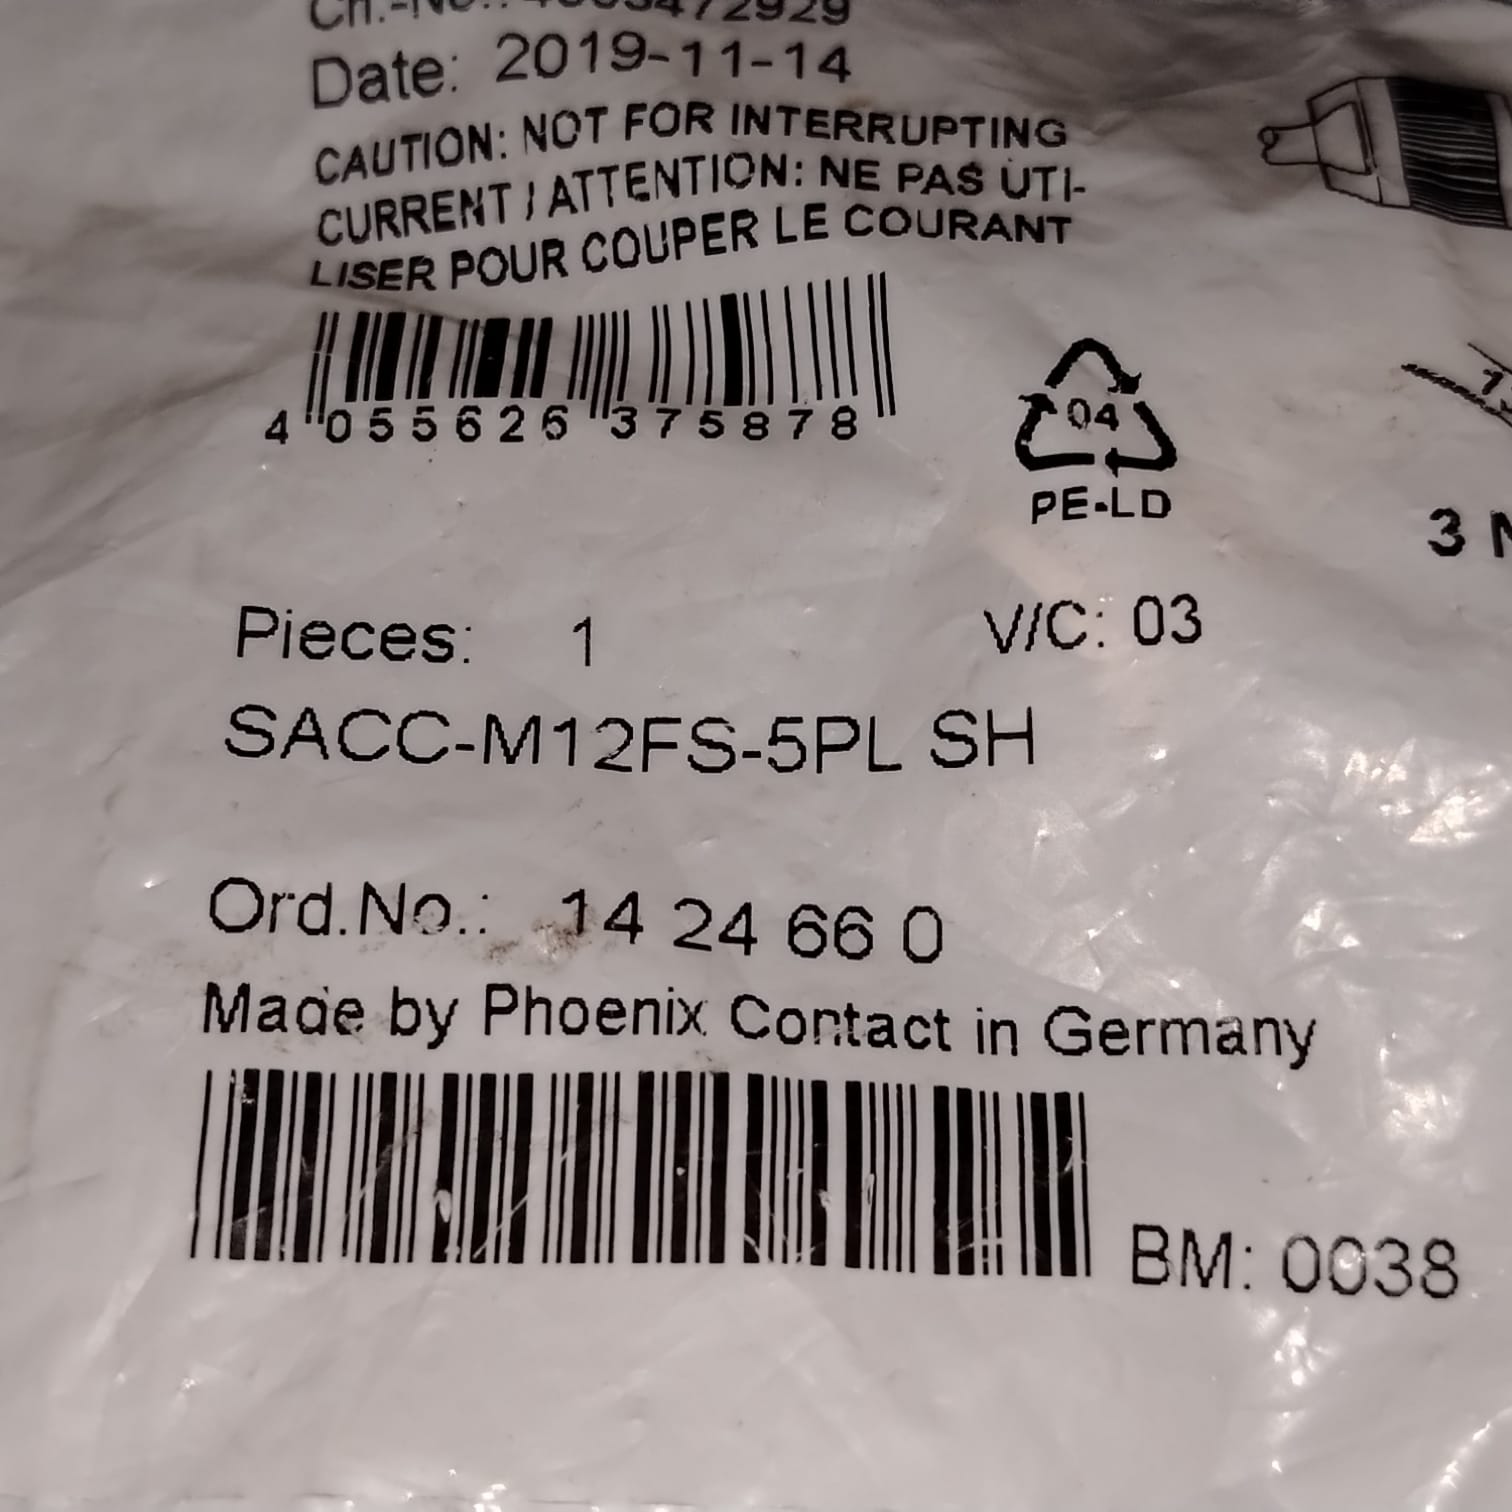 Date: 2019-11-14
CAUTION: NOT FOR INTERRUPTING
CURRENT / ATTENTION: NE PAS UTI-
LISER POUR COUPER LE COURANT
4 055626 375878
04
PE-LD
3
Pieces: 1 V/C: 03
SACC-M12FS-5PL SH
Ord.No.: 14 24 66 0
Made by Phoenix Contact in Germany
BM: 0038